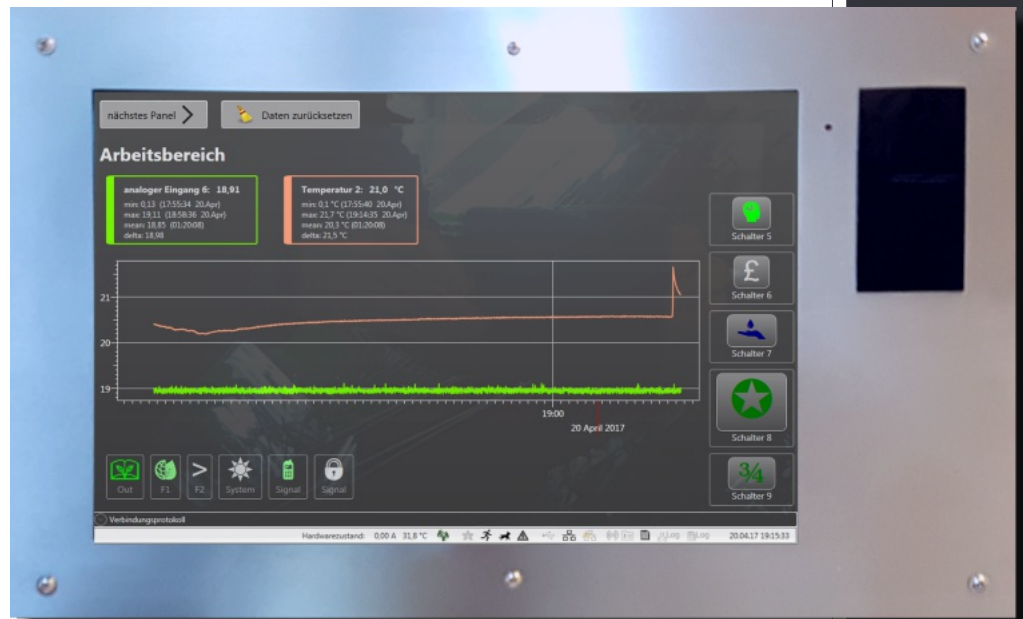 nächstes Panel
Daten zurücksetzen
Arbeitsbereich
analoger Eingang 6: 18,91
min: 0,13 (17:55:34 20.Apr)
max: 19,11 (18:58:36 20.Apr)
mean: 18,85 (01:20:08)
delta: 18,98
Temperatur 2: 21,0 °C
min: 0,1 °C (17:55:40 20.Apr)
max: 21,7 °C (19:14:35 20.Apr)
mean: 20,3 °C (01:20:08)
delta: 21,5 °C
Schalter 5
£
Schalter 6
Schalter 7
Schalter 8
¾
Schalter 9
21
20
19
19:00
20 April 2017
Out
F1
>
F2
System
Signal
Signal
Verbindungsprotokoll
Hardwarezustand: 0,00 A 31,8 °C
Log
Log
20.04.17 19:15:33